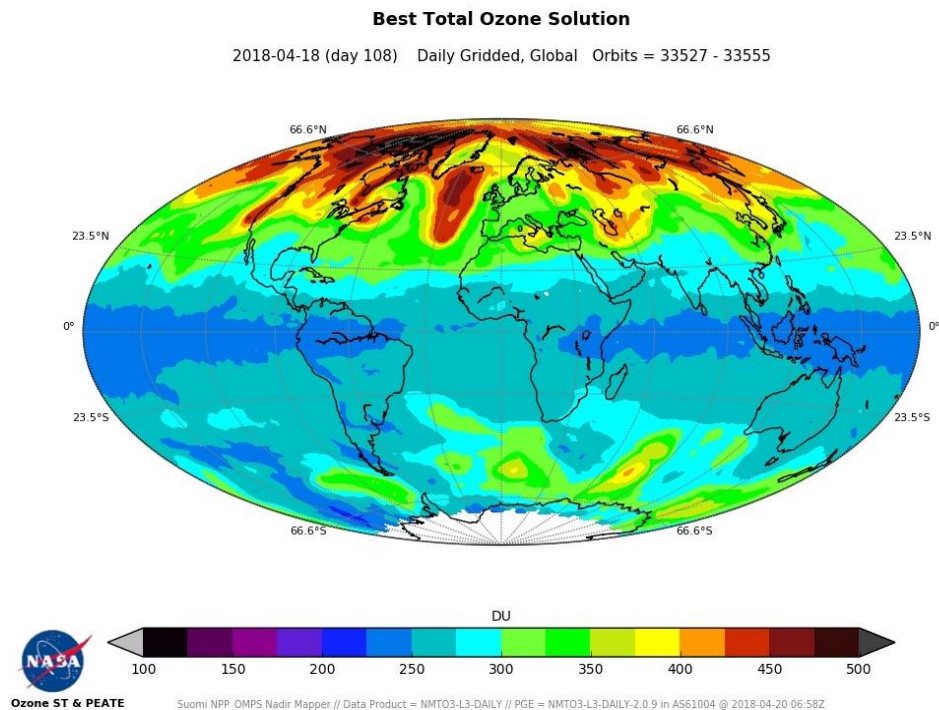 Best Total Ozone Solution
2018-04-18 (day 108) Daily Gridded, Global Orbits = 33527 - 33555
66.6°N 66.6°N
23.5°N 23.5°N
0° 0°
23.5°S 23.5°S
66.6°S 66.6°S
DU
100 150 200 250 300 350 400 450 500
NASA
Ozone ST & PEATE
Suomi NPP OMPS Nadir Mapper // Data Product = NMTO3-L3-DAILY // PGE = NMTO3-L3-DAILY-2.0.9 in AS61004 @ 2018-04-20 06:58Z